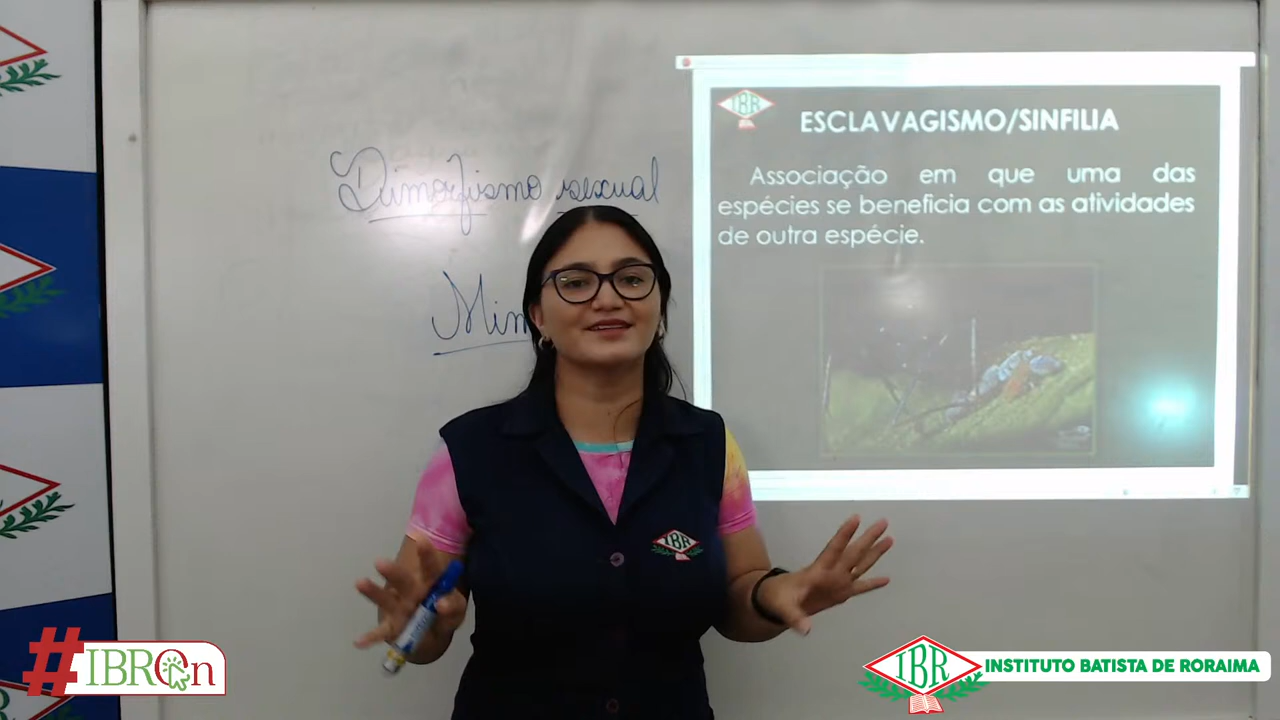 IBR
ESCLAVAGISMO/SINFILIA
Associação em que uma das
espécies se beneficia com as atividades
de outra espécie.
Dimorfismo sexual
IBR
#IBROn
IBR
INSTITUTO BATISTA DE RORAIMA